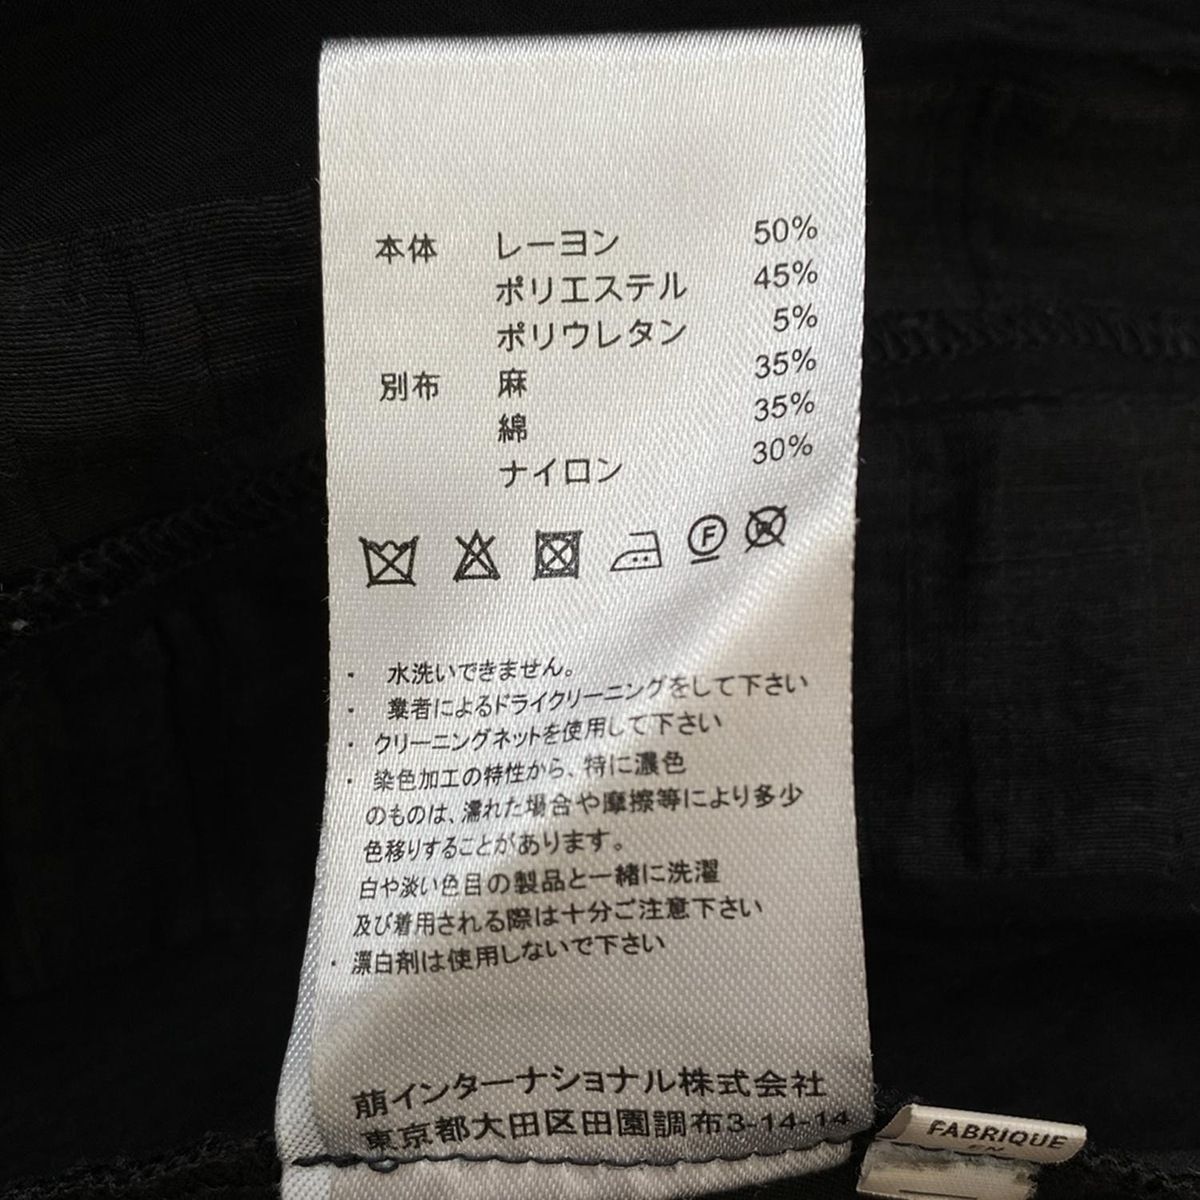 本体 レーヨン 50%
ポリエステル 45%
ポリウレタン 5%
別布 麻 35%
綿 35%
ナイロン 30%
F
・ 水洗いできません。
・ 業者によるドライクリーニングをして下さい
・ クリーニングネットを使用して下さい
・ 染色加工の特性から、特に濃色
のものは、濡れた場合や摩擦等により多少
色移りすることがあります。
白や淡い色目の製品と一緒に洗濯
及び着用される際は十分ご注意下さい
・ 漂白剤は使用しないで下さい
萌インターナショナル株式会社
東京都大田区田園調布3-14-14
FABRIQUE
EN